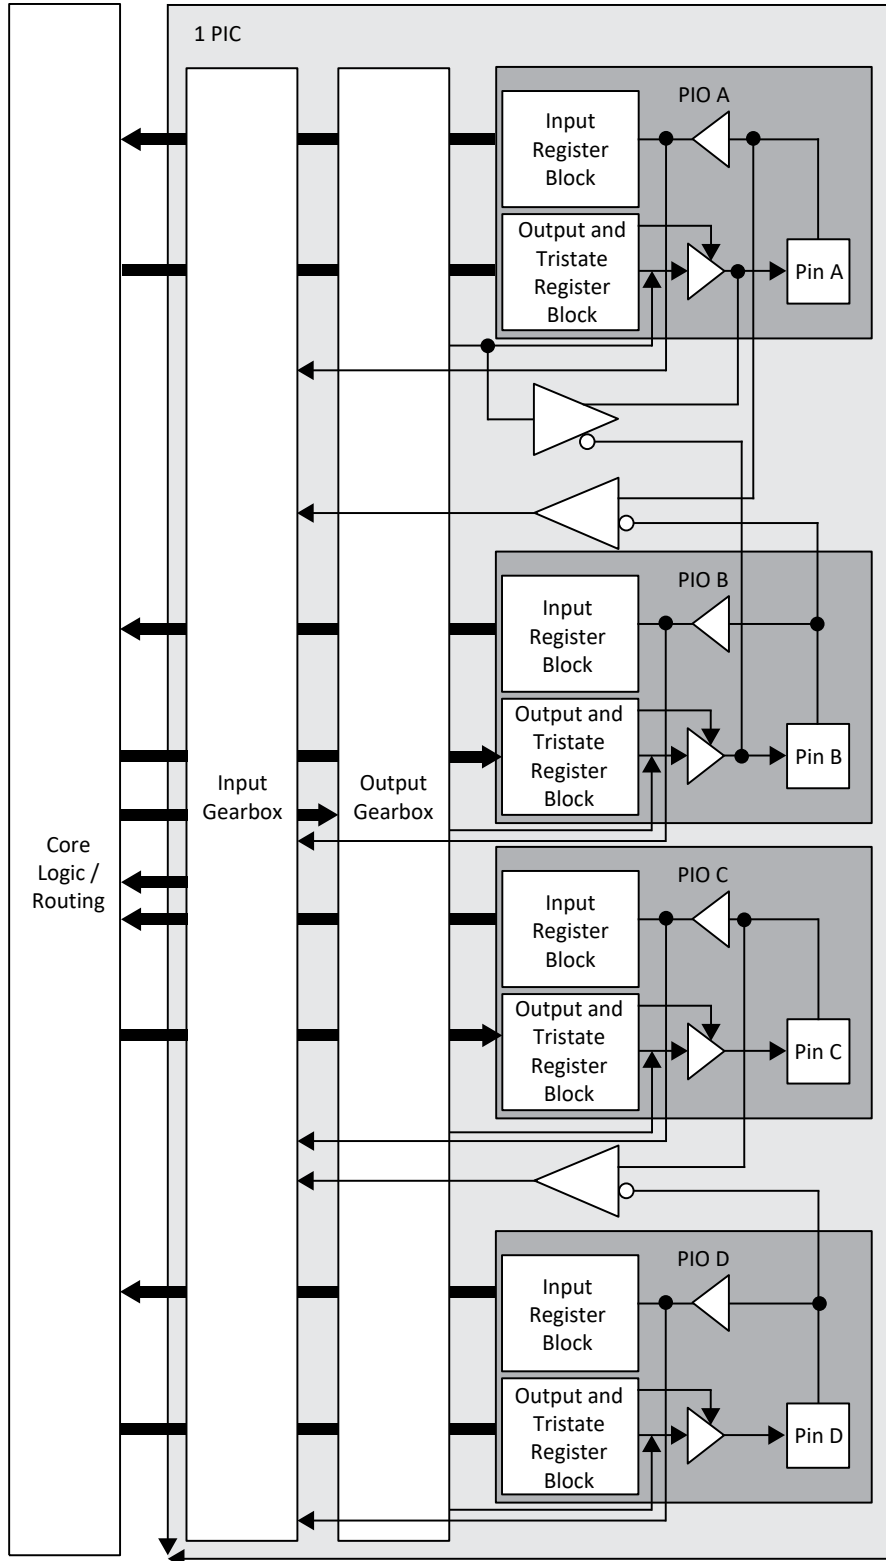 1 PIC
PIO A
Input
Register
Block
Output and
Tristate
Register
Block
Pin A
PIO B
Input
Register
Block
Output and
Tristate
Register
Block
Pin B
Input
Gearbox
Output
Gearbox
Core
Logic /
Routing
PIO C
Input
Register
Block
Output and
Tristate
Register
Block
Pin C
PIO D
Input
Register
Block
Output and
Tristate
Register
Block
Pin D